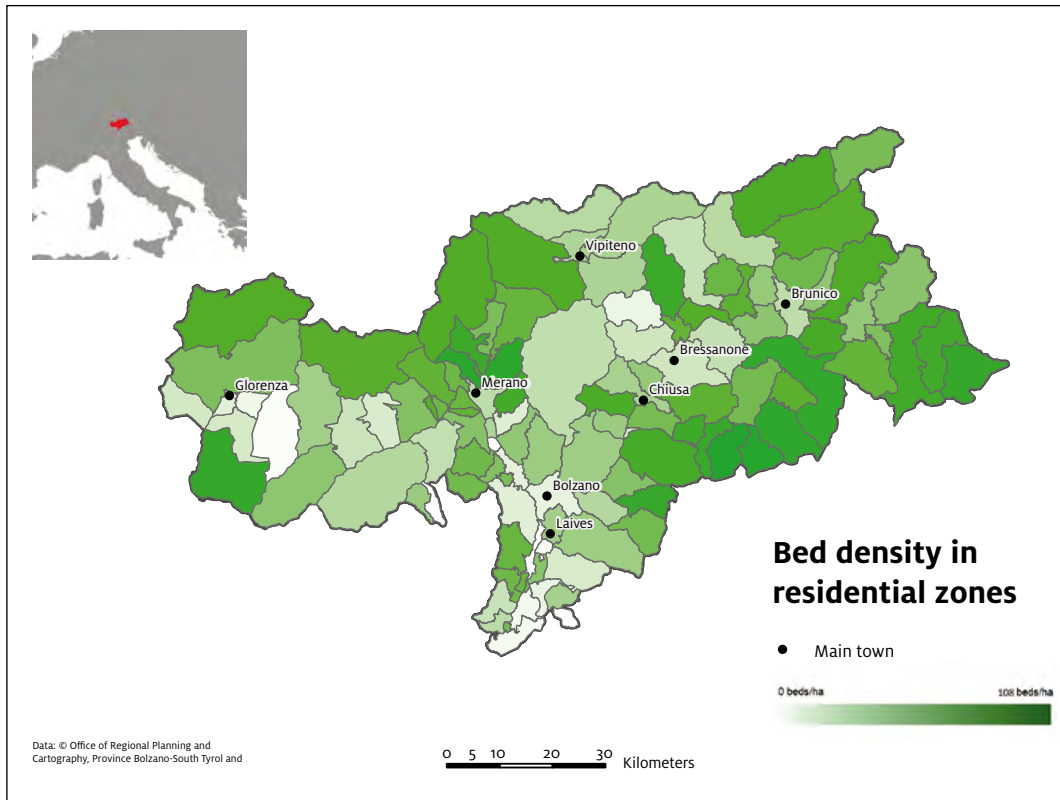 Vipiteno
Brunico
Bressanone
Merano
Chiusa
Glorenza
Bolzano
Laives
Bed density in
residential zones
Main town
0 beds/ha 108 beds/ha
Data: © Office of Regional Planning and
Cartography, Province Bolzano-South Tyrol and
0 5 10 20 30 Kilometers